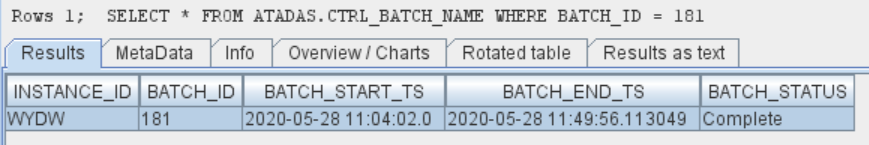 Rows 1; SELECT * FROM ATADAS.CTRL_BATCH_NAME WHERE BATCH_ID = 181
Results MetaData Info Overview / Charts Rotated table Results as text
INSTANCE_ID BATCH_ID BATCH_START_TS BATCH_END_TS BATCH_STATUS
WYDW 181 2020-05-28 11:04:02.0 2020-05-28 11:49:56.113049 Complete